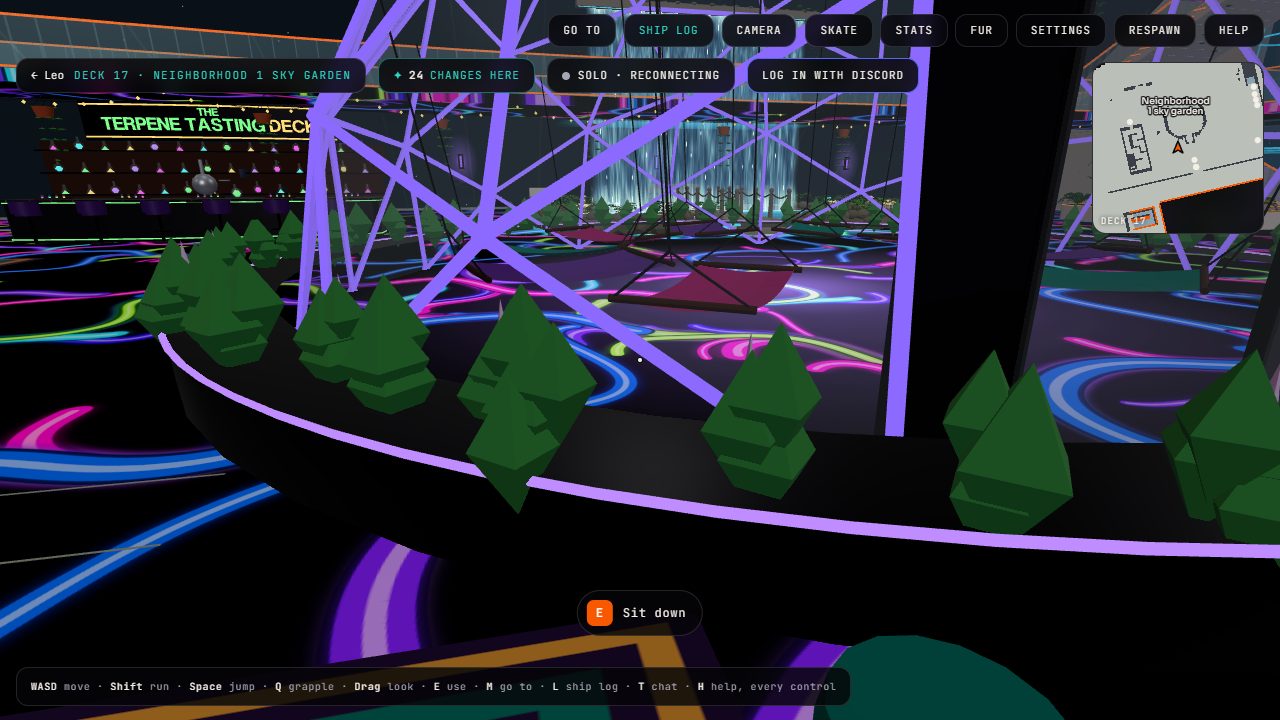 GO TO
SHIP LOG
CAMERA
SKATE
STATS
FUR
SETTINGS
RESPAWN
HELP
← Leo DECK 17 · NEIGHBORHOOD 1 SKY GARDEN
✦ 24 CHANGES HERE
SOLO · RECONNECTING
LOG IN WITH DISCORD
THE
TERPENE TASTING DECK
Neighborhood
1 sky garden
DECK 17
E Sit down
WASD move · Shift run · Space jump · Q grapple · Drag look · E use · M go to · L ship log · T chat · H help, every control